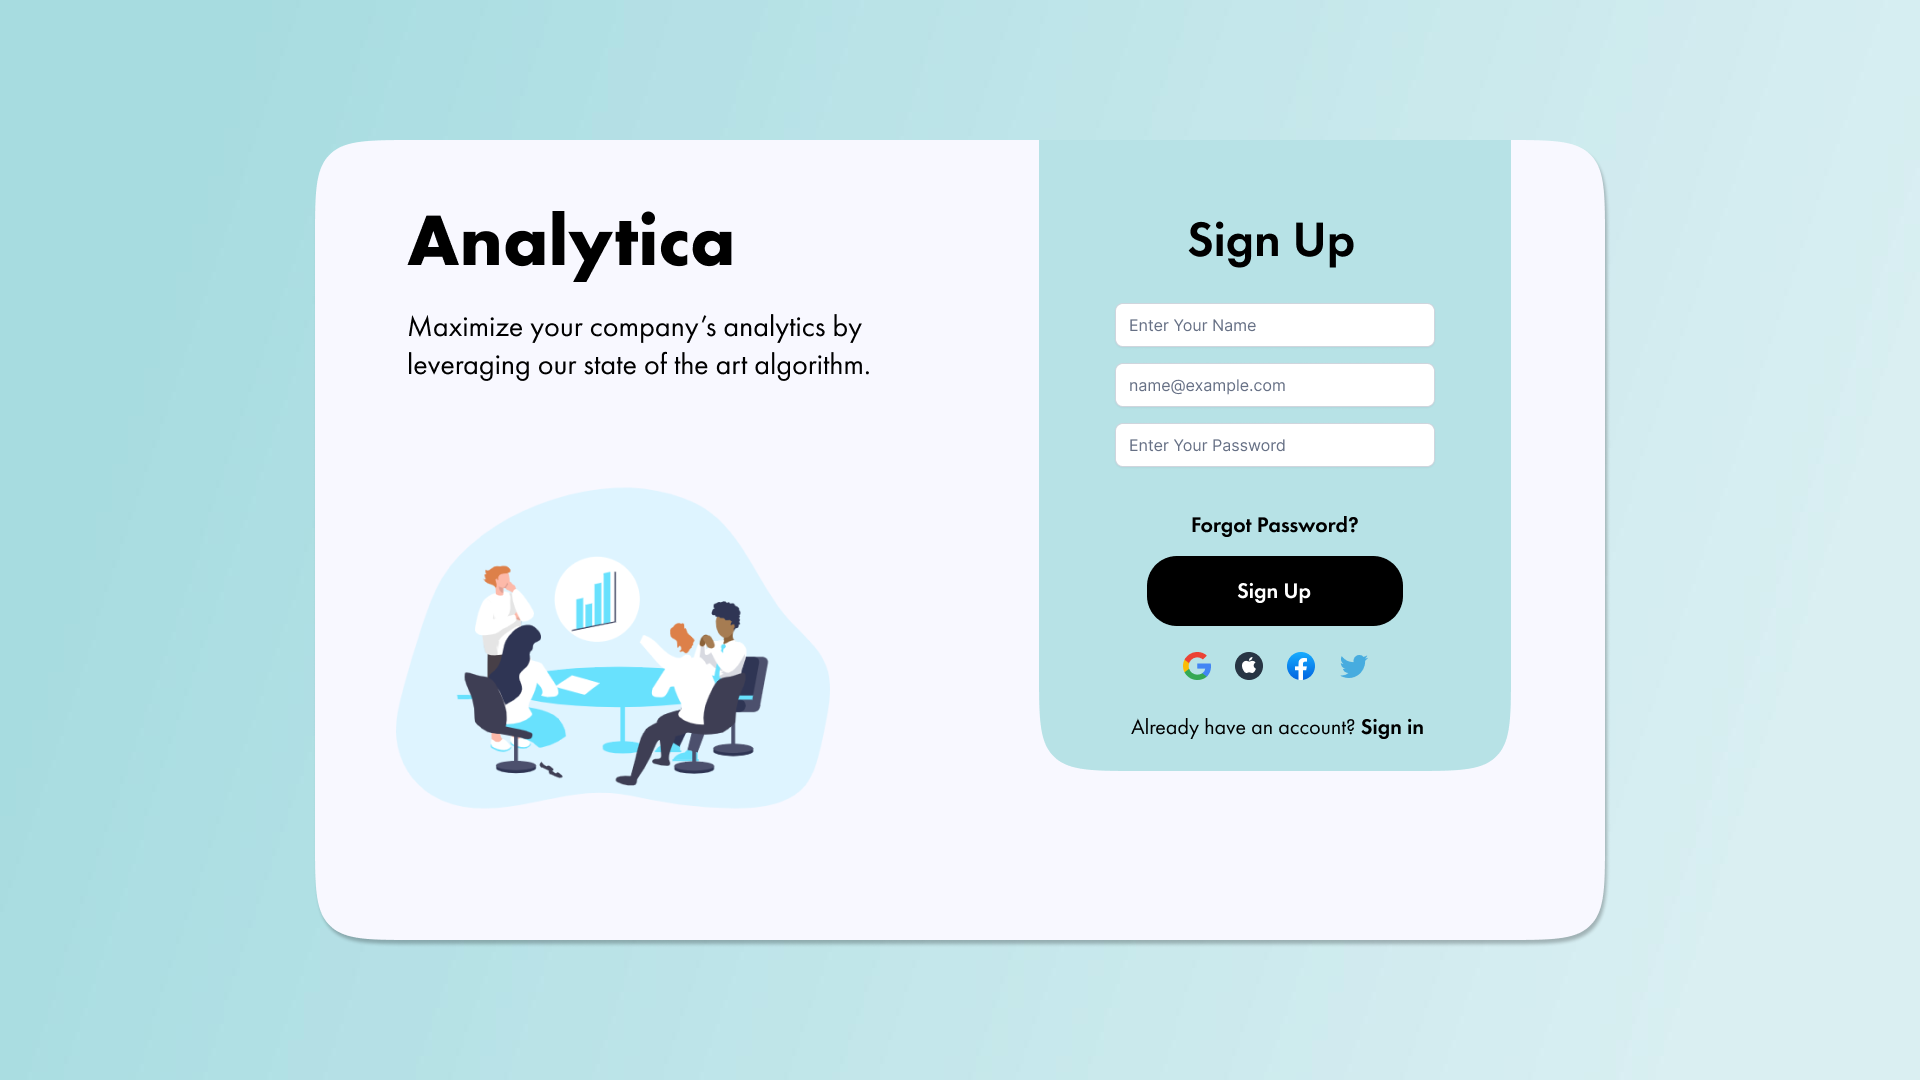 Analytica
Maximize your company’s analytics by
leveraging our state of the art algorithm.
Sign Up
Enter Your Name
name@example.com
Enter Your Password
Forgot Password?
Sign Up
Already have an account? Sign in